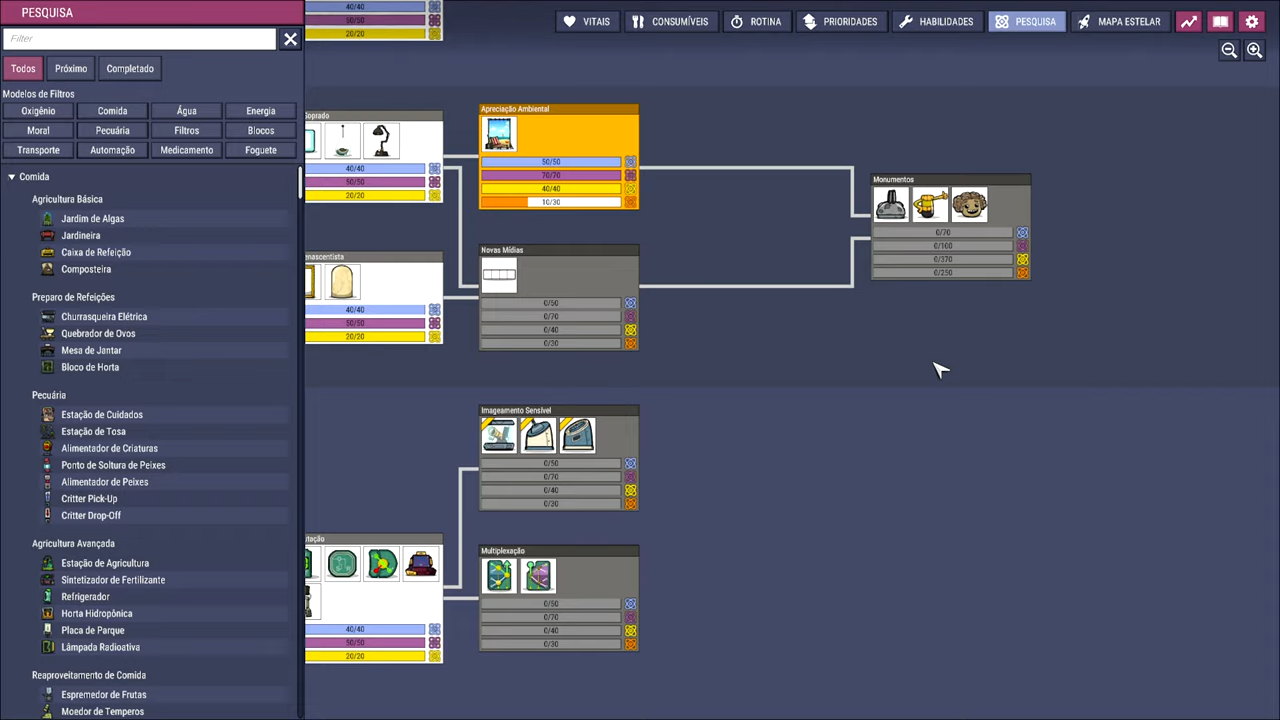 PESQUISA
Filter
Todos
Próximo
Completado
Modelos de Filtros
Oxigênio
Comida
Água
Energia
Moral
Pecuária
Filtros
Blocos
Transporte
Automação
Medicamento
Foguete
Comida
Agricultura Básica
Jardim de Algas
Jardineira
Caixa de Refeição
Composteira
Preparo de Refeições
Churrasqueira Elétrica
Quebrador de Ovos
Mesa de Jantar
Bloco de Horta
Pecuária
Estação de Cuidados
Estação de Tosa
Alimentador de Criaturas
Ponto de Soltura de Peixes
Alimentador de Peixes
Critter Pick-Up
Critter Drop-Off
Agricultura Avançada
Estação de Agricultura
Sintetizador de Fertilizante
Refrigerador
Horta Hidropônica
Placa de Parque
Lâmpada Radioativa
Reaproveitamento de Comida
Espremedor de Frutas
Moedor de Temperos
VITAIS
CONSUMÍVEIS
ROTINA
PRIORIDADES
HABILIDADES
PESQUISA
MAPA ESTELAR
40/40
50/50
20/20
Soprado
40/40
50/50
20/20
Apreciação Ambiental
50/50
70/70
40/40
10/30
Monumentos
0/70
0/160
0/370
0/250
enascentista
40/40
50/50
20/20
Novas Mídias
0/50
0/70
0/40
0/30
Imageamento Sensível
0/50
0/70
0/40
0/30
utação
40/40
50/50
20/20
Multiplexação
0/50
0/70
0/40
0/30